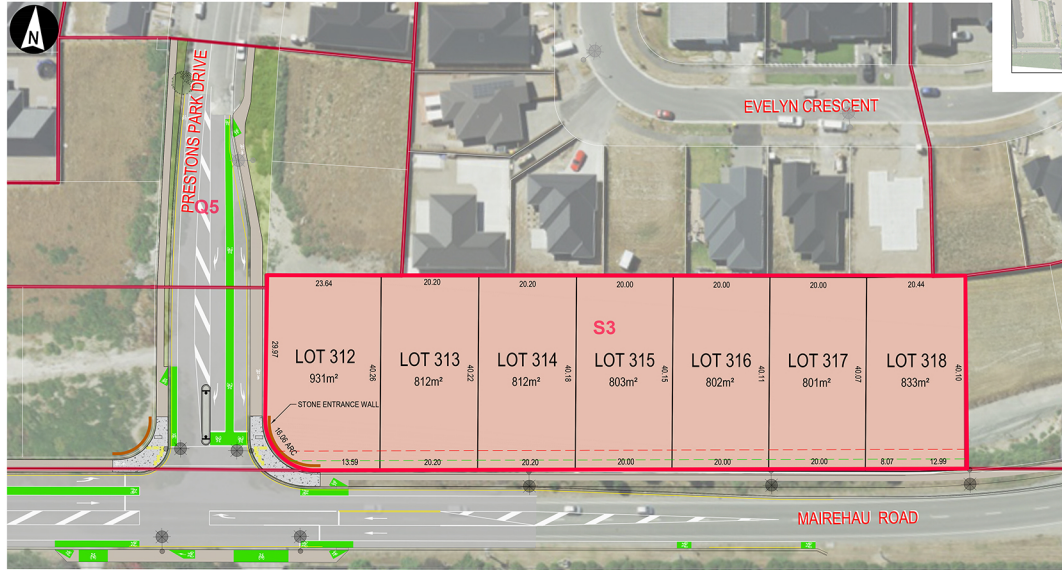 N
PRESTONS PARK DRIVE
Q5
EVELYN CRESCENT
23.64
20.20
20.20
20.00
20.00
20.00
20.44
S3
29.97
LOT 312
931m²
40.26
LOT 313
812m²
40.22
LOT 314
812m²
40.18
LOT 315
803m²
40.15
LOT 316
802m²
40.11
LOT 317
801m²
40.07
LOT 318
833m²
40.10
STONE ENTRANCE WALL
16.06 ARC
13.59
20.20
20.20
20.00
20.00
20.00
8.07
12.99
MAIREHAU ROAD